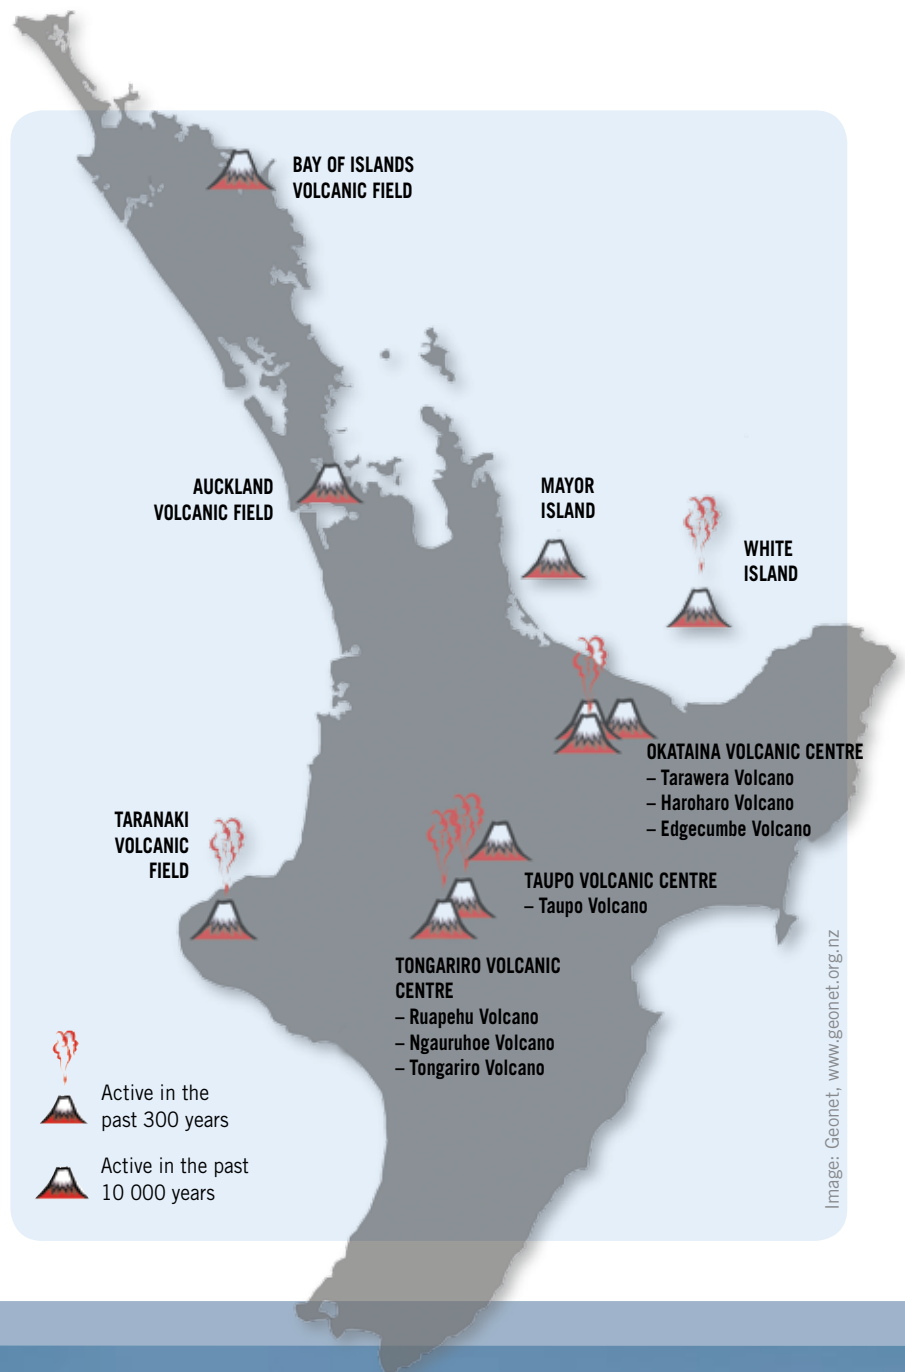 BAY OF ISLANDS
VOLCANIC FIELD
AUCKLAND
VOLCANIC FIELD
MAYOR
ISLAND
WHITE
ISLAND
OKATAINA VOLCANIC CENTRE
– Tarawera Volcano
– Haroharo Volcano
– Edgecumbe Volcano
TARANAKI
VOLCANIC
FIELD
TAUPO VOLCANIC CENTRE
– Taupo Volcano
TONGARIRO VOLCANIC
CENTRE
– Ruapehu Volcano
– Ngauruhoe Volcano
– Tongariro Volcano
Active in the
past 300 years
Active in the past
10 000 years
Image: Geonet, www.geonet.org.nz